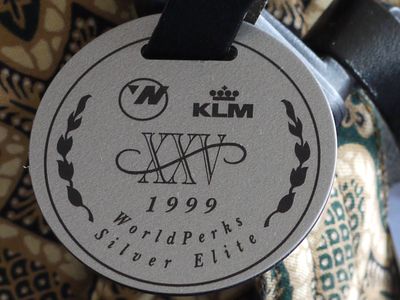 KLM
XXV
1999
WorldPerks
Silver Elite